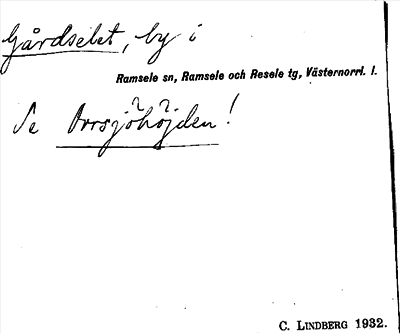 Gårdselet, by i
Ramsele sn, Ramsele och Resele tg, Västernorrl. l.
Se Orrsjöhöjden!
C. LINDBERG 1932.